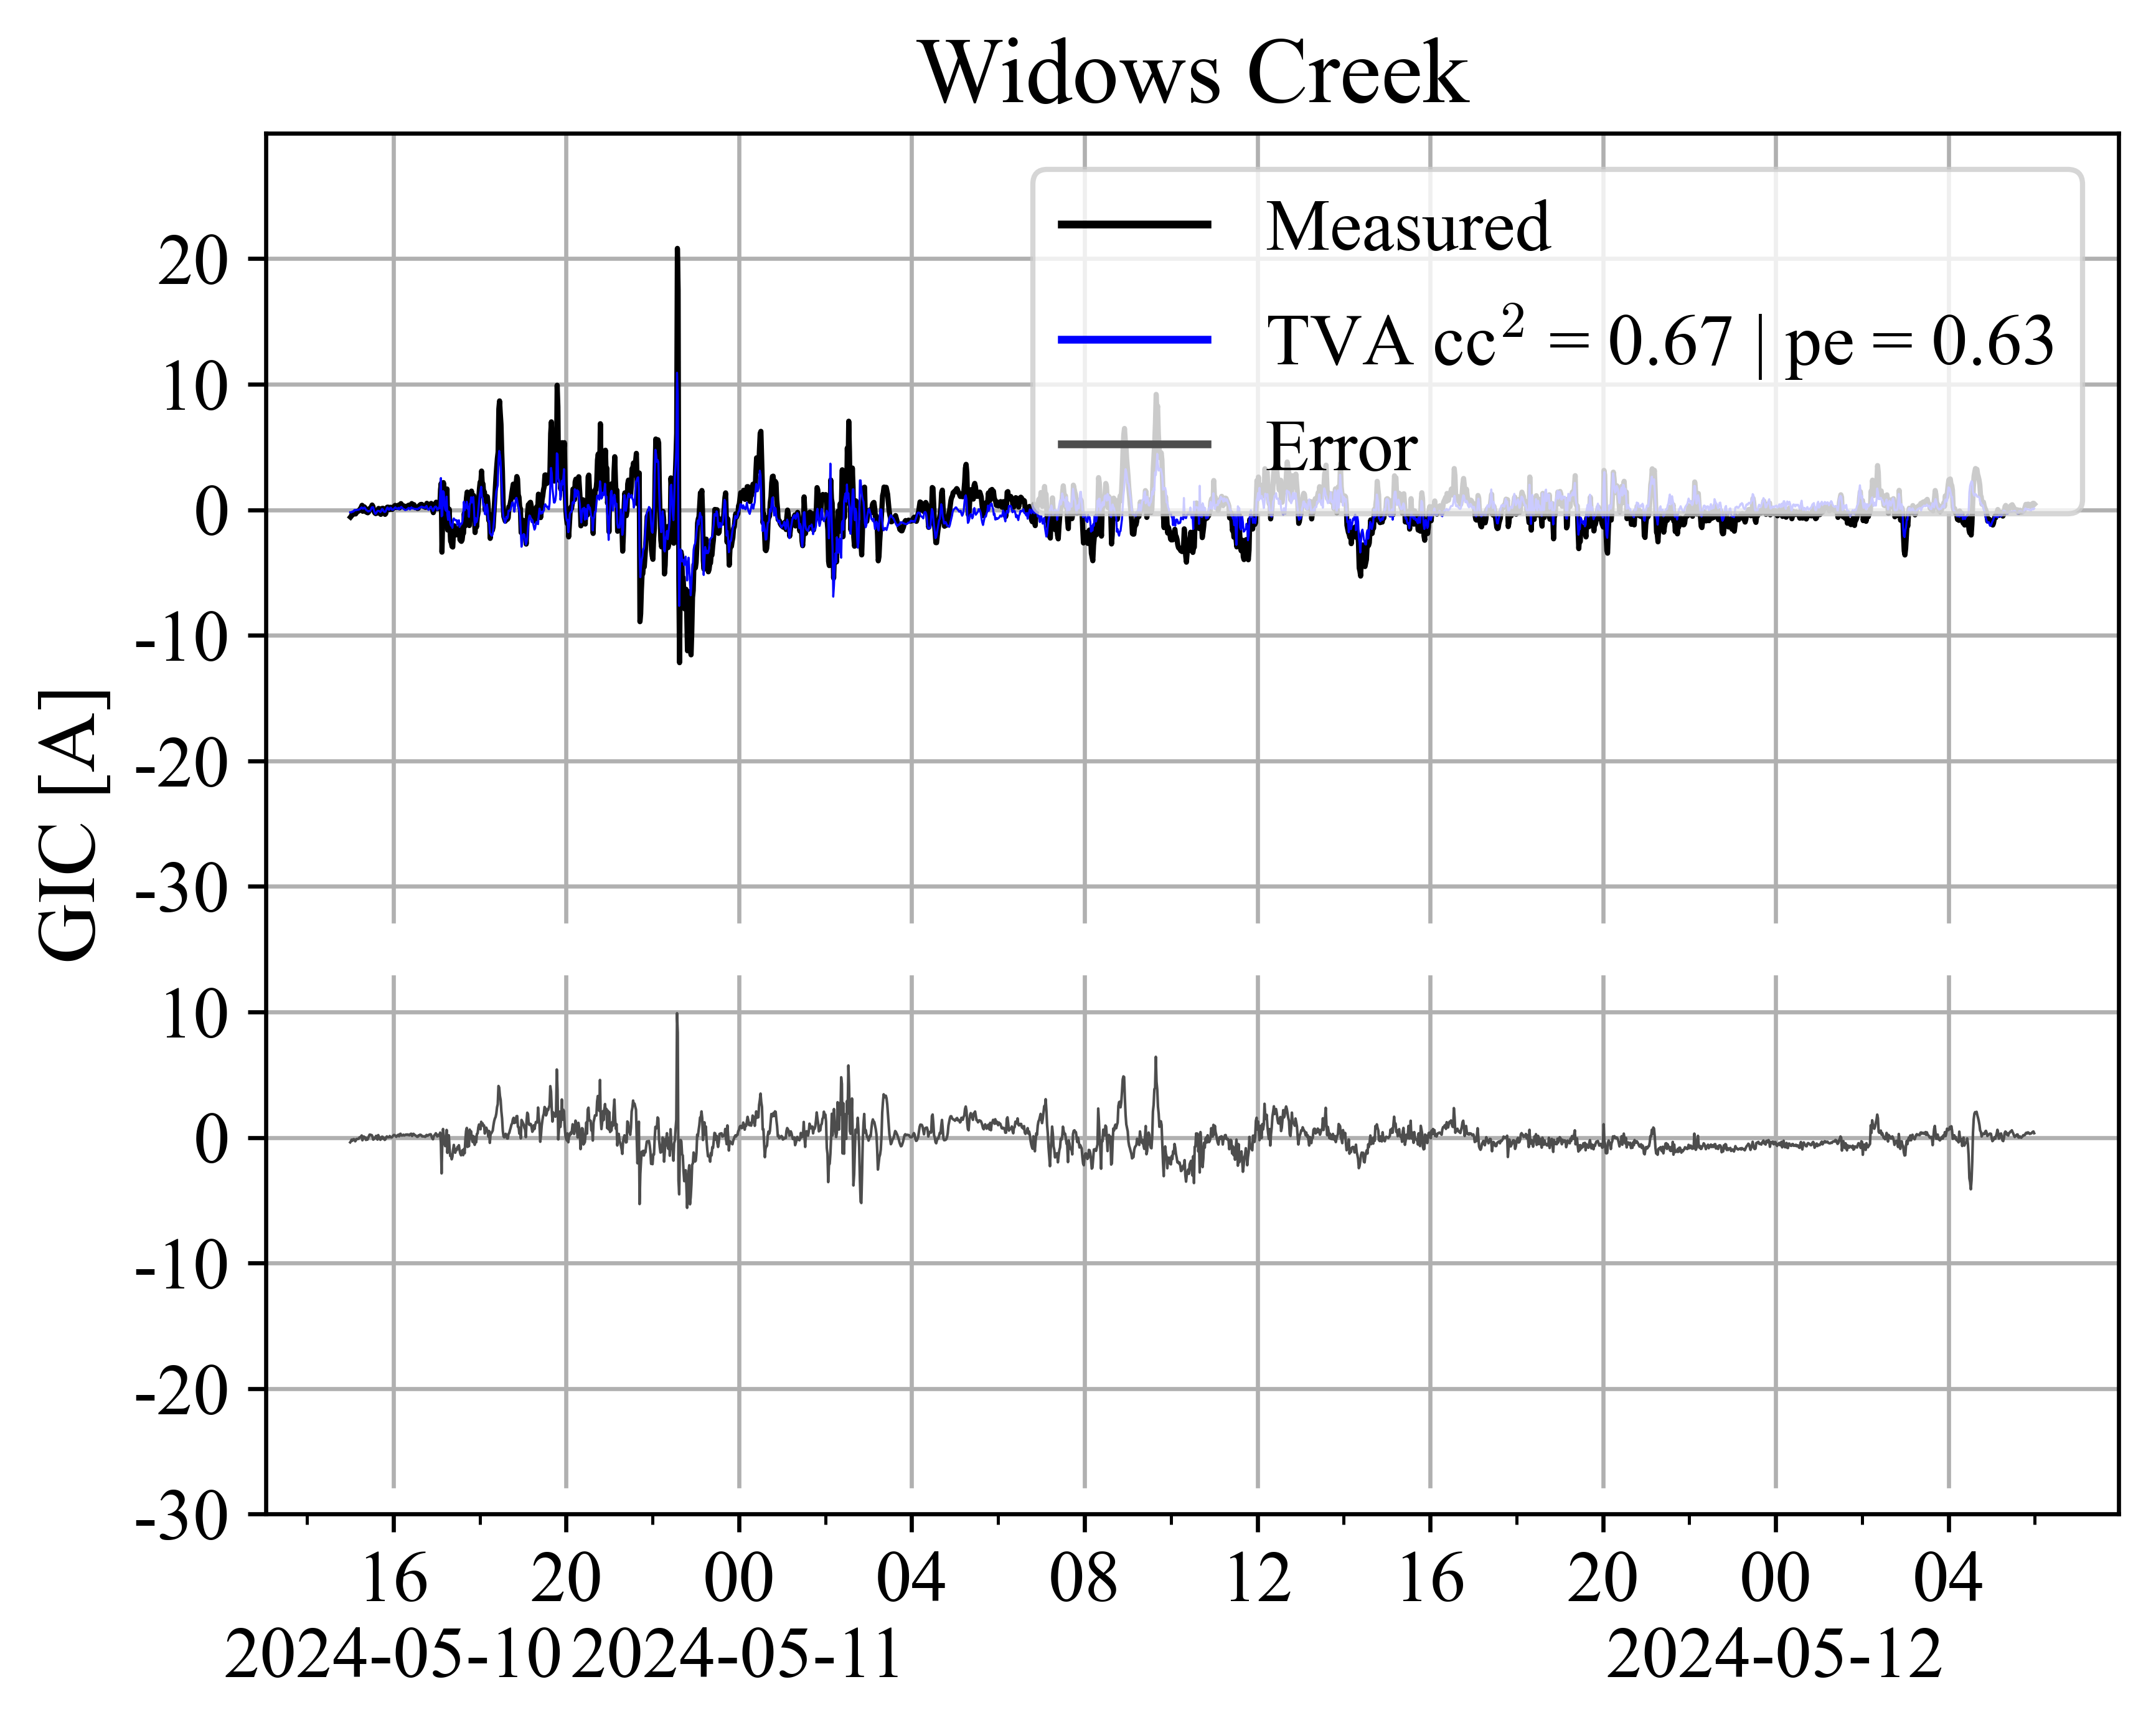 Widows Creek
Measured
TVA cc² = 0.67 | pe = 0.63
Error
GIC [A]
20
10
0
-10
-20
-30
10
0
-10
-20
-30
16 20 00 04 08 12 16 20 00 04
2024-05-10 2024-05-11 2024-05-12